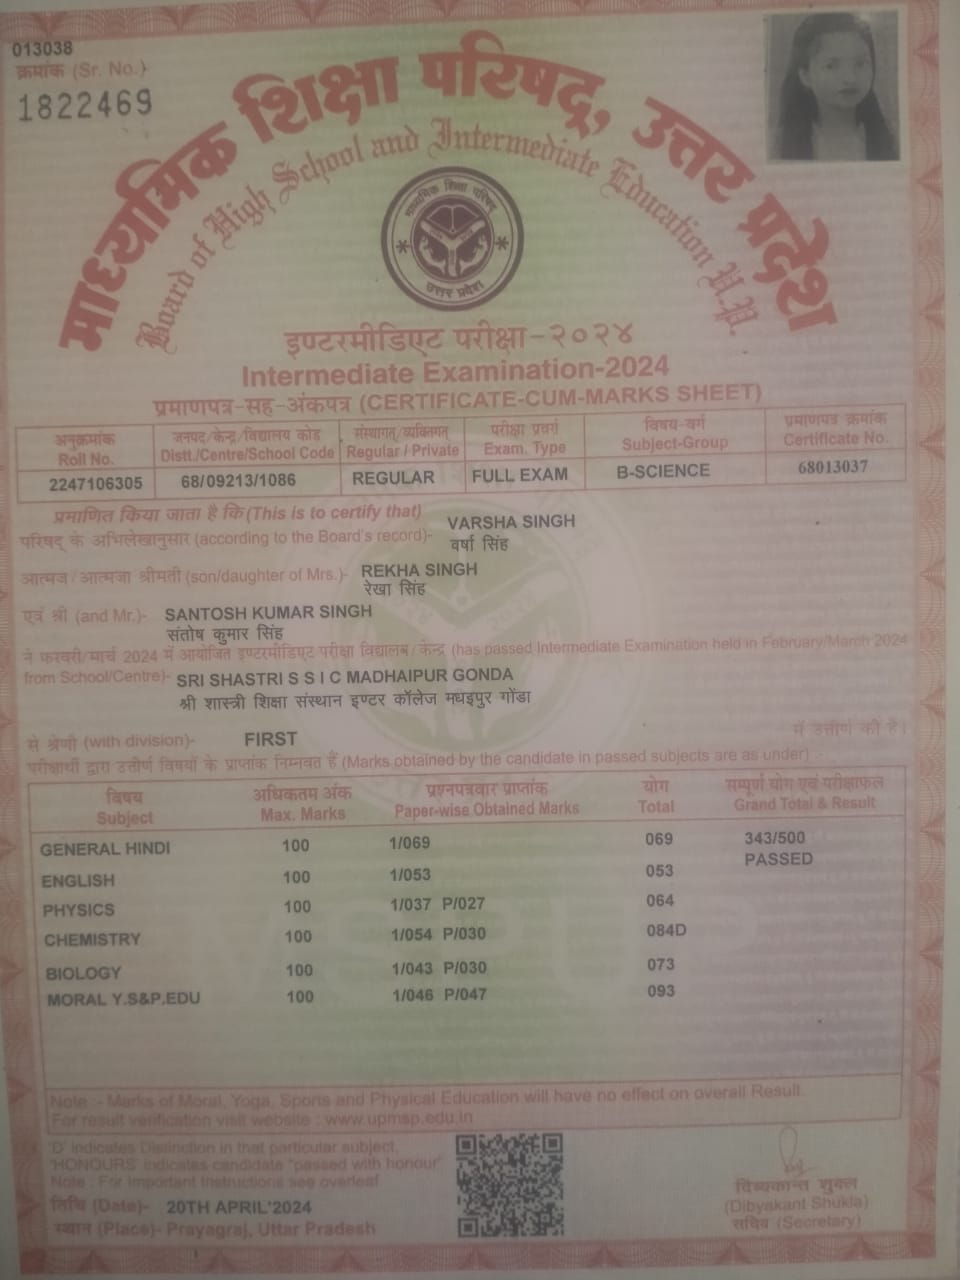 013038
क्रमांक (Sr. No.)
1822469
माध्यमिक शिक्षा परिषद्, उत्तर प्रदेश
Board of High School and Intermediate Education U.P.
माध्यमिक शिक्षा परिषद्
उत्तर प्रदेश
इण्टरमीडिएट परीक्षा-२०२४
Intermediate Examination-2024
प्रमाणपत्र-सह-अंकपत्र (CERTIFICATE-CUM-MARKS SHEET)
अनुक्रमांक जनपद/केन्द्र/विद्यालय कोड संस्थागत/व्यक्तिगत परीक्षा प्रवर्ग विषय-वर्ग प्रमाणपत्र क्रमांक
Roll No. Distt./Centre/School Code Regular / Private Exam. Type Subject-Group Certificate No.
2247106305 68/09213/1086 REGULAR FULL EXAM B-SCIENCE 68013037
प्रमाणित किया जाता है कि (This is to certify that)
परिषद् के अभिलेखानुसार (according to the Board's record)- VARSHA SINGH
वर्षा सिंह
आत्मज/आत्मजा श्रीमती (son/daughter of Mrs.)- REKHA SINGH
रेखा सिंह
एवं श्री (and Mr.)- SANTOSH KUMAR SINGH
संतोष कुमार सिंह
ने फरवरी/मार्च 2024 में आयोजित इण्टरमीडिएट परीक्षा विद्यालय/केन्द्र (has passed Intermediate Examination held in February/March 2024
from School/Centre)- SRI SHASTRI S S I C MADHAIPUR GONDA
श्री शास्त्री शिक्षा संस्थान इण्टर कॉलेज मधइपुर गोंडा
में उत्तीर्ण की है।
से श्रेणी (with division)- FIRST
परीक्षार्थी द्वारा उत्तीर्ण विषयों के प्राप्तांक निम्नवत हैं (Marks obtained by the candidate in passed subjects are as under) :-
विषय अधिकतम अंक प्रश्नपत्रवार प्राप्तांक योग सम्पूर्ण योग एवं परीक्षाफल
Subject Max. Marks Paper-wise Obtained Marks Total Grand Total & Result
GENERAL HINDI 100 1/069 069 343/500
PASSED
ENGLISH 100 1/053 053
PHYSICS 100 1/037 P/027 064
CHEMISTRY 100 1/054 P/030 084D
BIOLOGY 100 1/043 P/030 073
MORAL Y.S&P.EDU 100 1/046 P/047 093
Note :- Marks of Moral, Yoga, Sports and Physical Education will have no effect on overall Result.
For result verification visit website : www.upmsp.edu.in
'D' indicates Distinction in that particular subject,
'HONOURS' indicates candidate "passed with honour"
Note : For Important Instructions see overleaf
तिथि (Date)- 20TH APRIL'2024
स्थान (Place)- Prayagraj, Uttar Pradesh
दिव्यकान्त शुक्ल
(Dibyakant Shukla)
सचिव (Secretary)